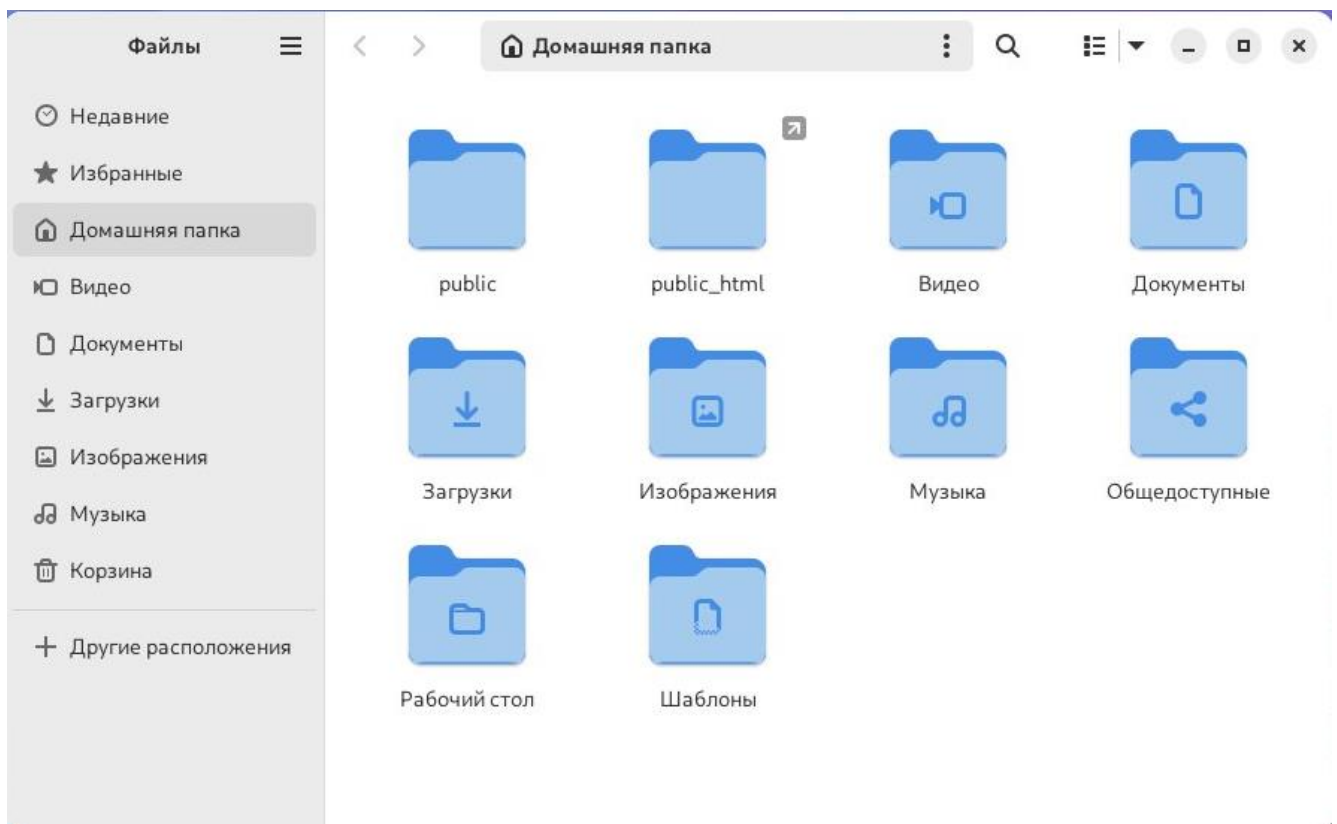 Файлы
Домашняя папка
Недавние
Избранные
Домашняя папка
Видео
Документы
Загрузки
Изображения
Музыка
Корзина
Другие расположения
public
public_html
Видео
Документы
Загрузки
Изображения
Музыка
Общедоступные
Рабочий стол
Шаблоны